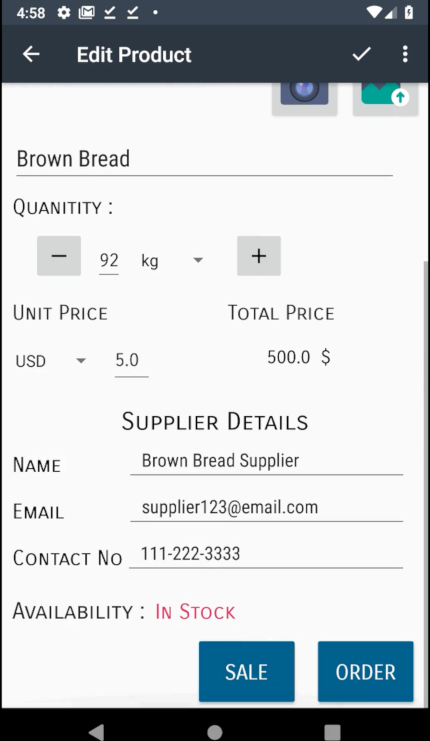 4:58
Edit Product
Brown Bread
QUANITITY :
− 92 kg +
UNIT PRICE TOTAL PRICE
USD 5.0 500.0 $
SUPPLIER DETAILS
NAME Brown Bread Supplier
EMAIL supplier123@email.com
CONTACT NO 111-222-3333
AVAILABILITY : IN STOCK
SALE ORDER